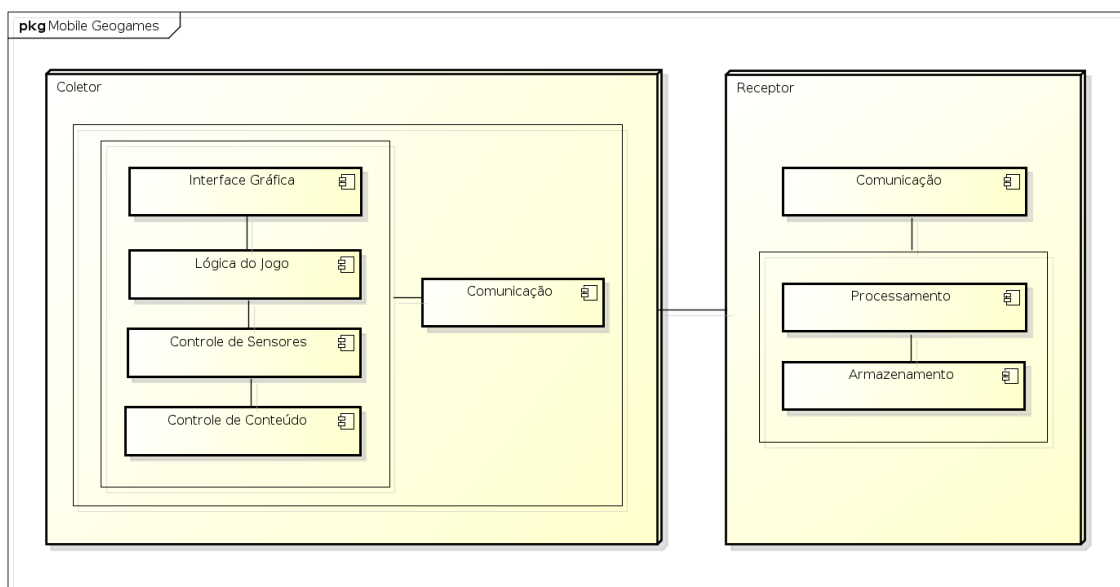 pkg Mobile Geogames
Coletor
Interface Gráfica
Lógica do Jogo
Controle de Sensores
Controle de Conteúdo
Comunicação
Receptor
Comunicação
Processamento
Armazenamento